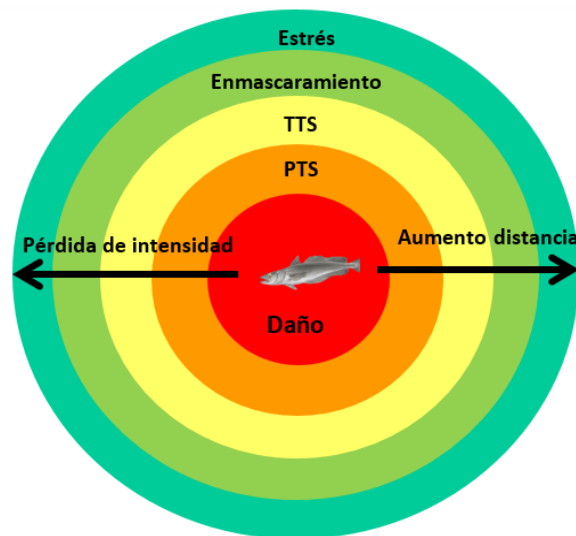 Estrés
Enmascaramiento
TTS
PTS
Pérdida de intensidad
Aumento distancia
Daño